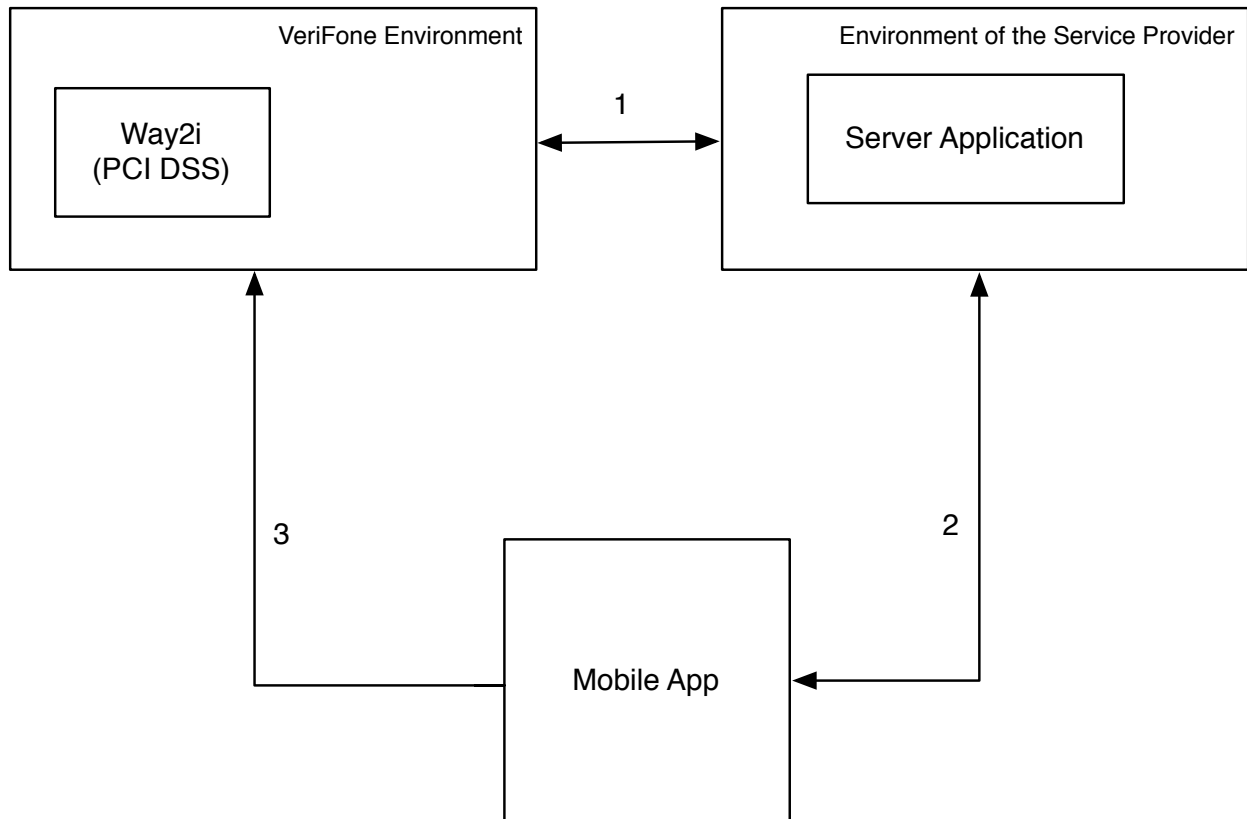 VeriFone Environment
Way2i
(PCI DSS)
1
Environment of the Service Provider
Server Application
3
2
Mobile App